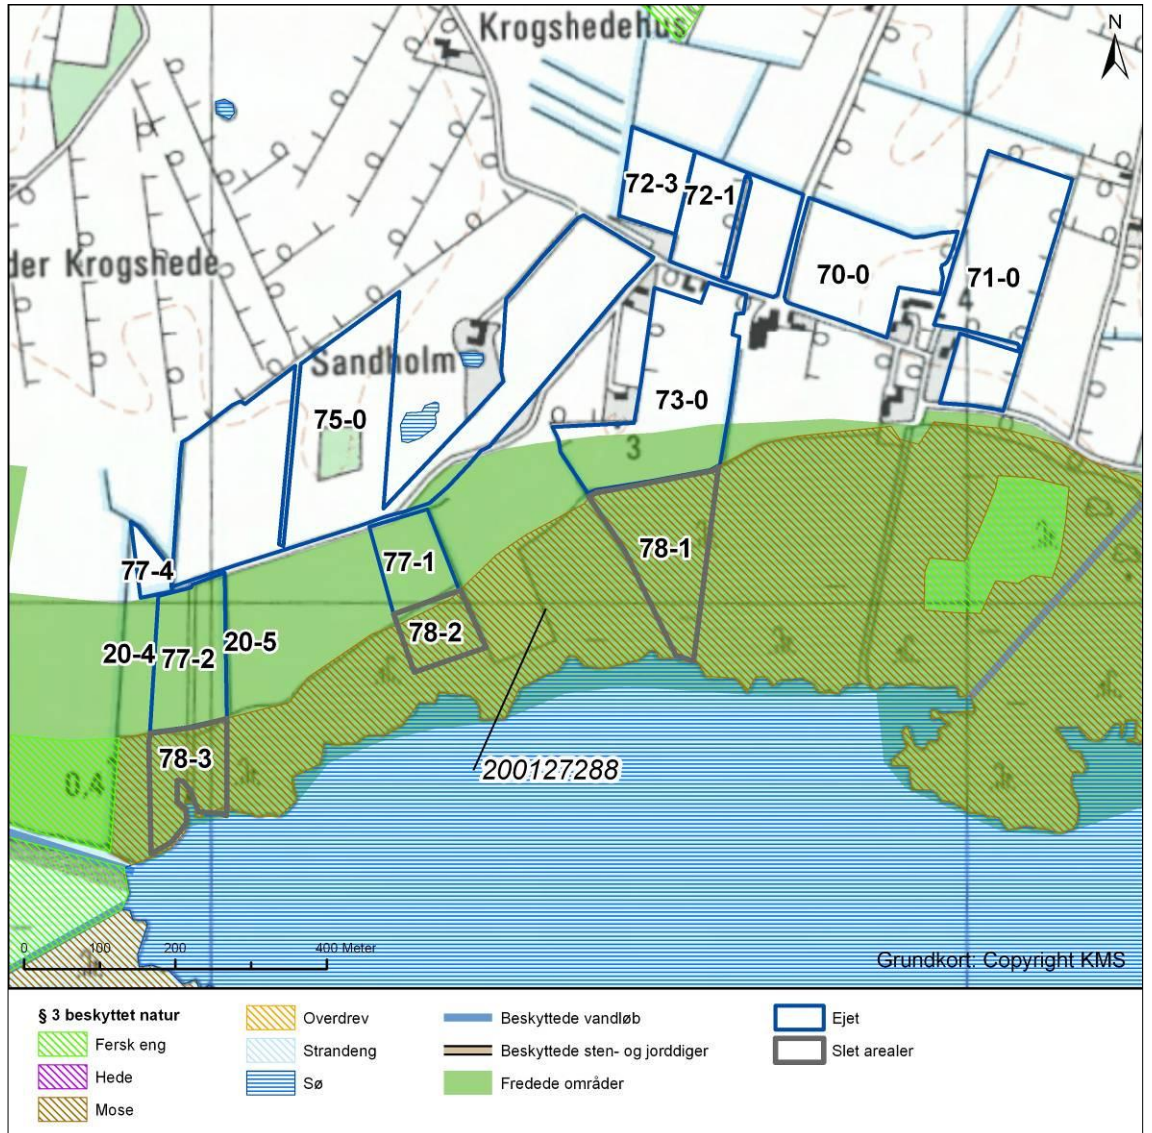 Krogshedehus
N
72-3
72-1
der Krogshede
70-0
71-0
4
Sandholm
75-0
73-0
3
77-4
77-1
78-1
78-2
20-4
77-2
20-5
78-3
200127288
0,4
0 100 200 400 Meter
Grundkort: Copyright KMS
§ 3 beskyttet natur
Fersk eng
Hede
Mose
Overdrev
Strandeng
Sø
Beskyttede vandløb
Beskyttede sten- og jorddiger
Fredede områder
Ejet
Slet arealer